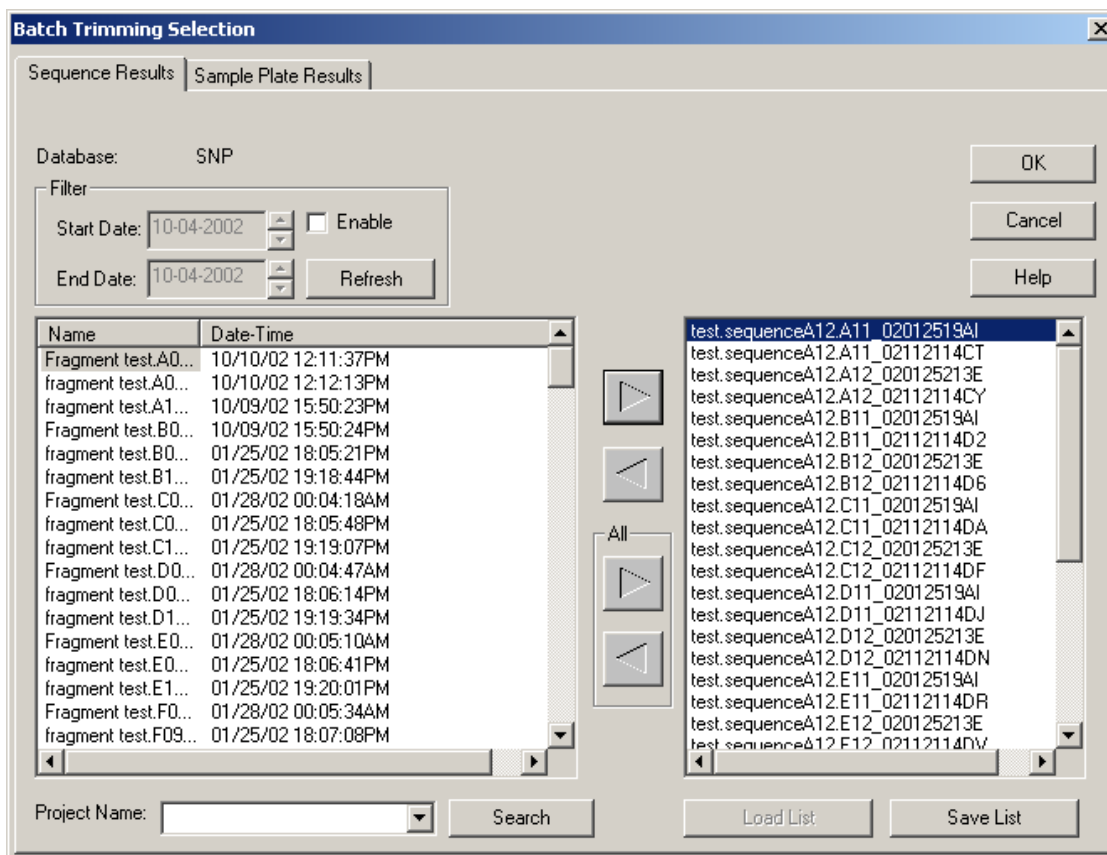 Batch Trimming Selection
Sequence Results
Sample Plate Results
Database: SNP
Filter
Start Date: 10-04-2002 Enable
End Date: 10-04-2002 Refresh
OK
Cancel
Help
Name Date-Time
Fragment test.A0... 10/10/02 12:11:37PM
fragment test.A0... 10/10/02 12:12:13PM
fragment test.A1... 10/09/02 15:50:23PM
Fragment test.B0... 10/09/02 15:50:24PM
fragment test.B0... 01/25/02 18:05:21PM
fragment test.B1... 01/25/02 19:18:44PM
Fragment test.C0... 01/28/02 00:04:18AM
fragment test.C0... 01/25/02 18:05:48PM
fragment test.C1... 01/25/02 19:19:07PM
Fragment test.D0... 01/28/02 00:04:47AM
fragment test.D0... 01/25/02 18:06:14PM
fragment test.D1... 01/25/02 19:19:34PM
Fragment test.E0... 01/28/02 00:05:10AM
fragment test.E0... 01/25/02 18:06:41PM
fragment test.E1... 01/25/02 19:20:01PM
Fragment test.F0... 01/28/02 00:05:34AM
fragment test.F09... 01/25/02 18:07:08PM
All
test.sequenceA12.A11_02012519AI
test.sequenceA12.A11_02112114CT
test.sequenceA12.A12_020125213E
test.sequenceA12.A12_02112114CY
test.sequenceA12.B11_02012519AI
test.sequenceA12.B11_02112114D2
test.sequenceA12.B12_020125213E
test.sequenceA12.B12_02112114D6
test.sequenceA12.C11_02012519AI
test.sequenceA12.C11_02112114DA
test.sequenceA12.C12_020125213E
test.sequenceA12.C12_02112114DF
test.sequenceA12.D11_02012519AI
test.sequenceA12.D11_02112114DJ
test.sequenceA12.D12_020125213E
test.sequenceA12.D12_02112114DN
test.sequenceA12.E11_02012519AI
test.sequenceA12.E11_02112114DR
test.sequenceA12.E12_020125213E
test.sequenceA12.E12_02112114DV
Project Name:
Search
Load List
Save List